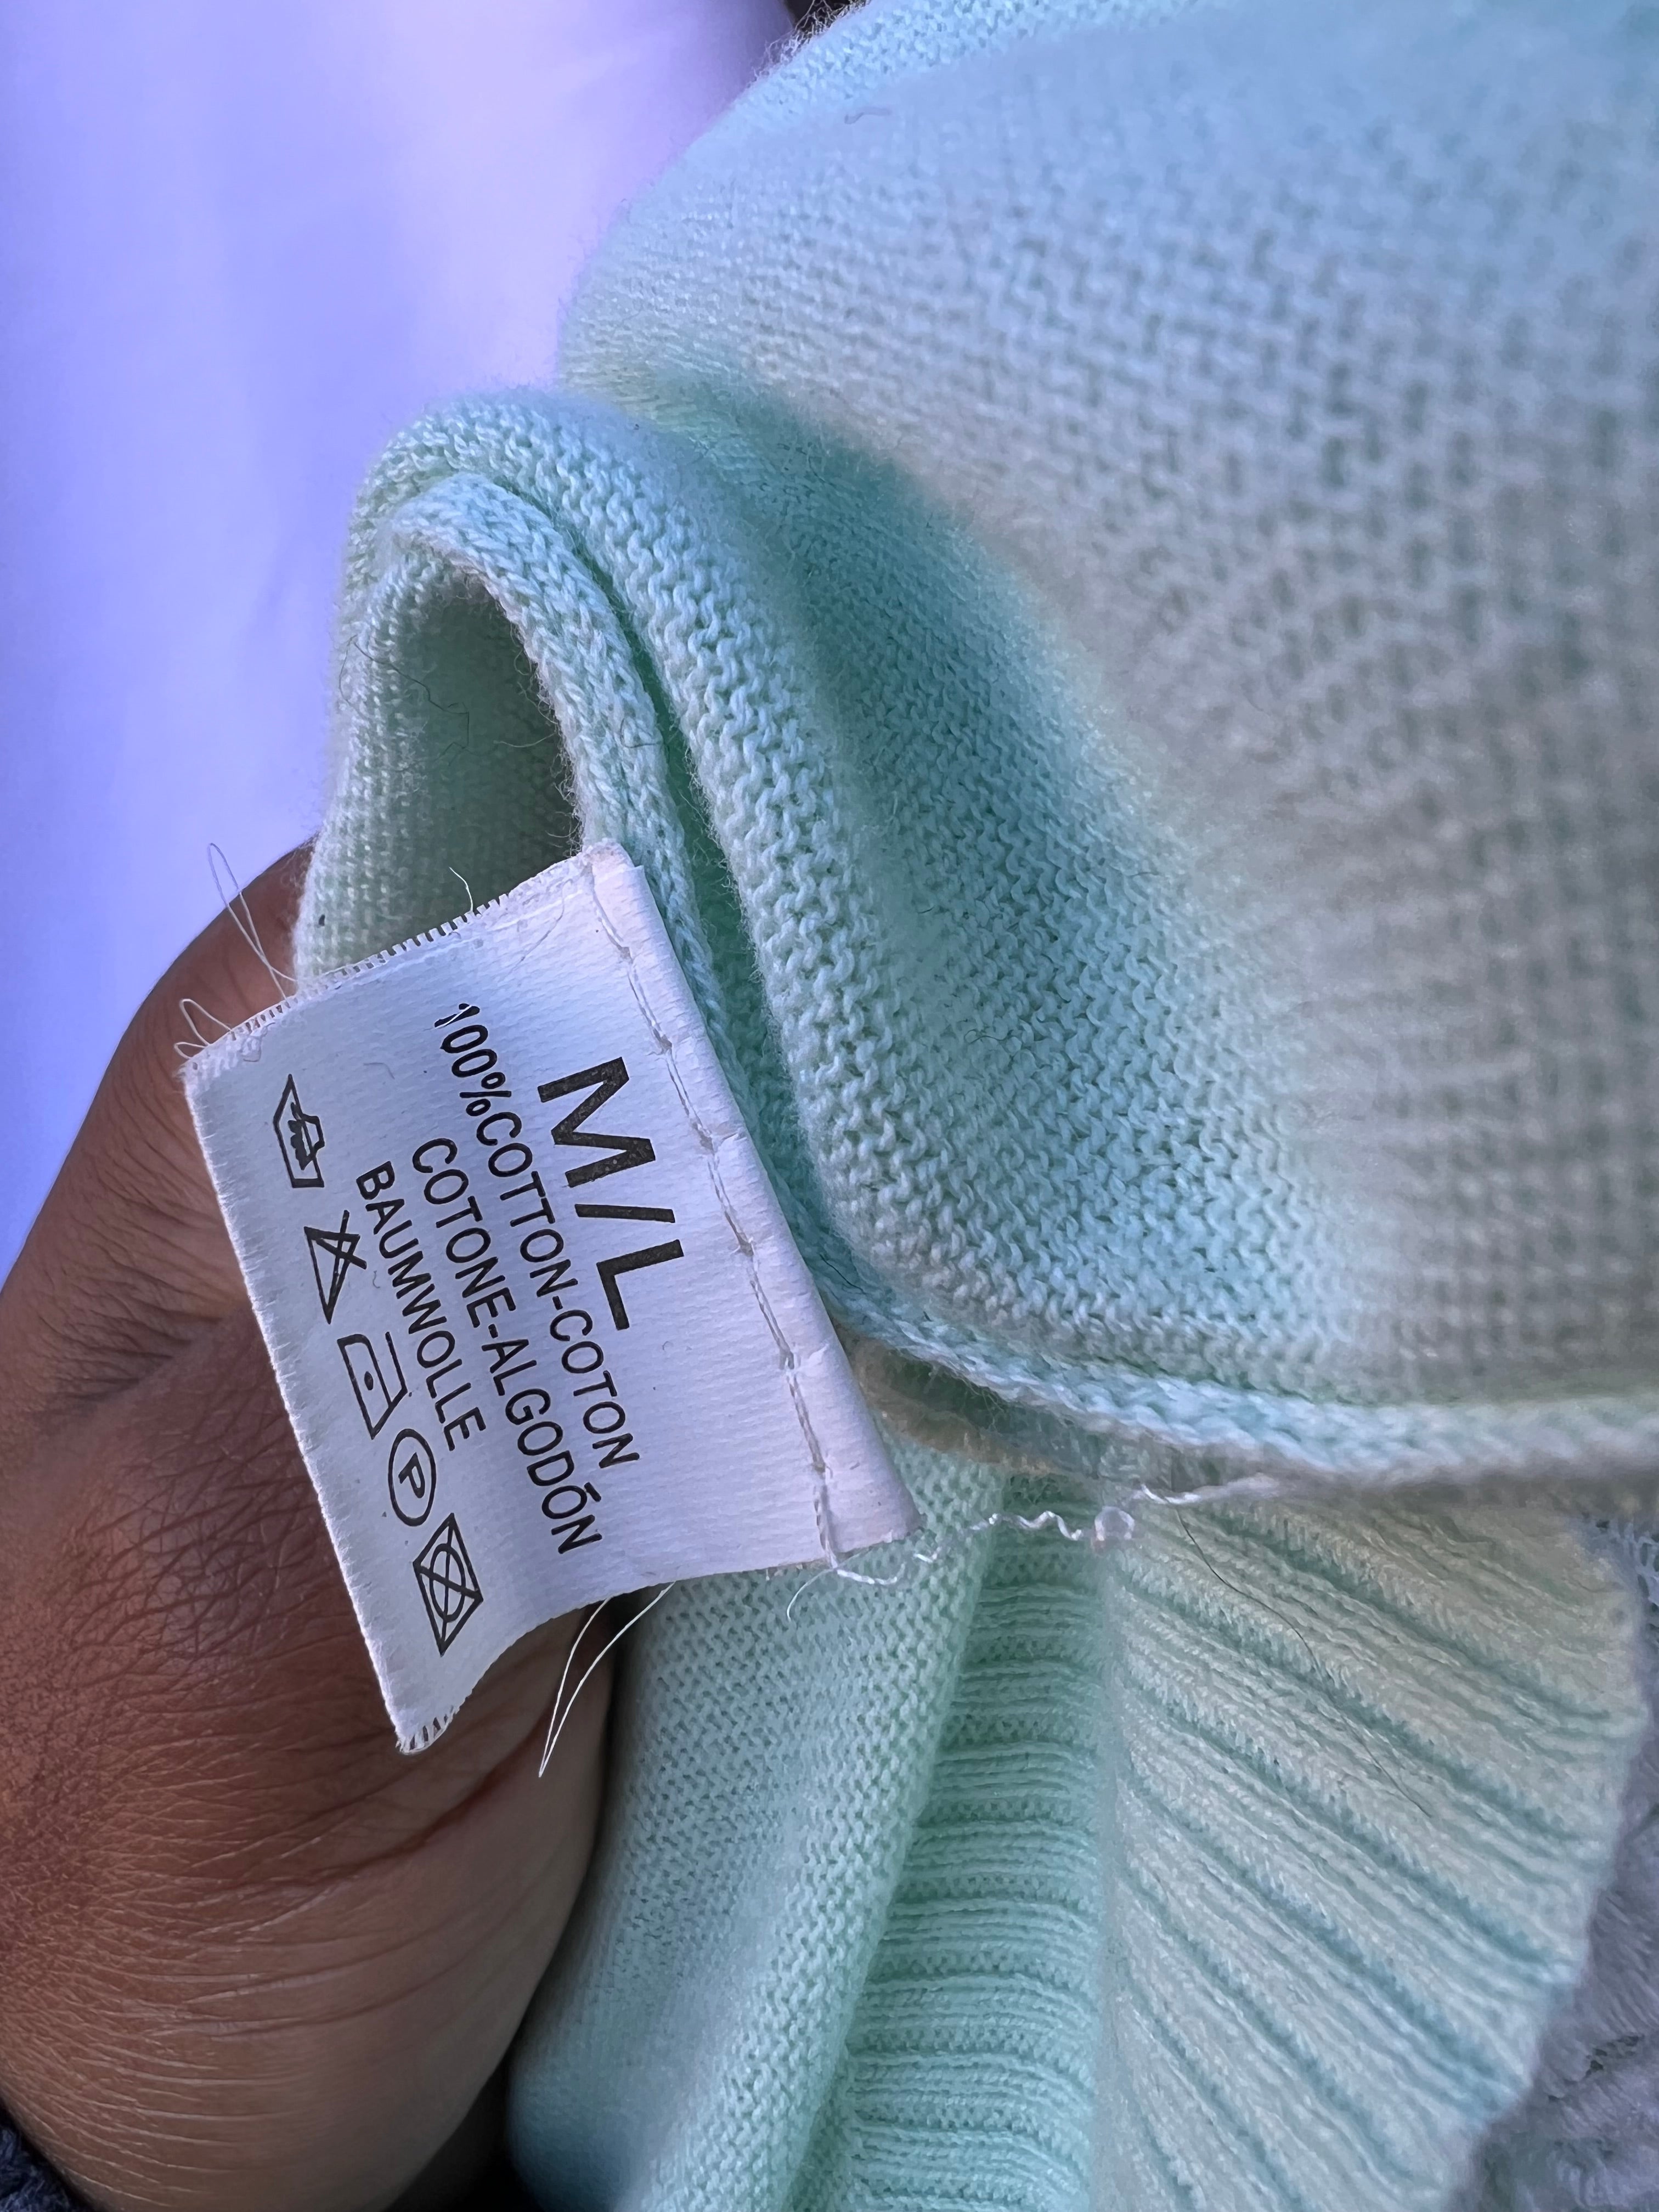 M/L
100%COTTON-COTON
COTONE-ALGODÓN
BAUMWOLLE
P